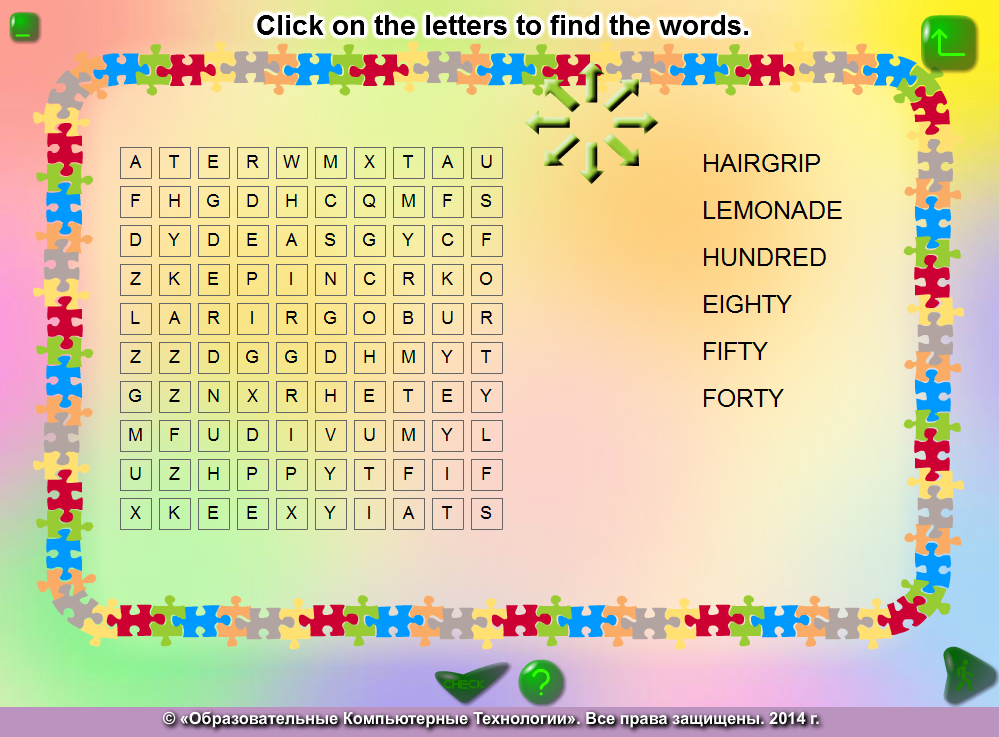 Click on the letters to find the words.
A T E R W M X T A U
F H G D H C Q M F S
D Y D E A S G Y C F
Z K E P I N C R K O
L A R I R G O B U R
Z Z D G G D H M Y T
G Z N X R H E T E Y
M F U D I V U M Y L
U Z H P P Y T F I F
X K E E X Y I A T S
HAIRGRIP
LEMONADE
HUNDRED
EIGHTY
FIFTY
FORTY
CHECK
?
© «Образовательные Компьютерные Технологии». Все права защищены. 2014 г.